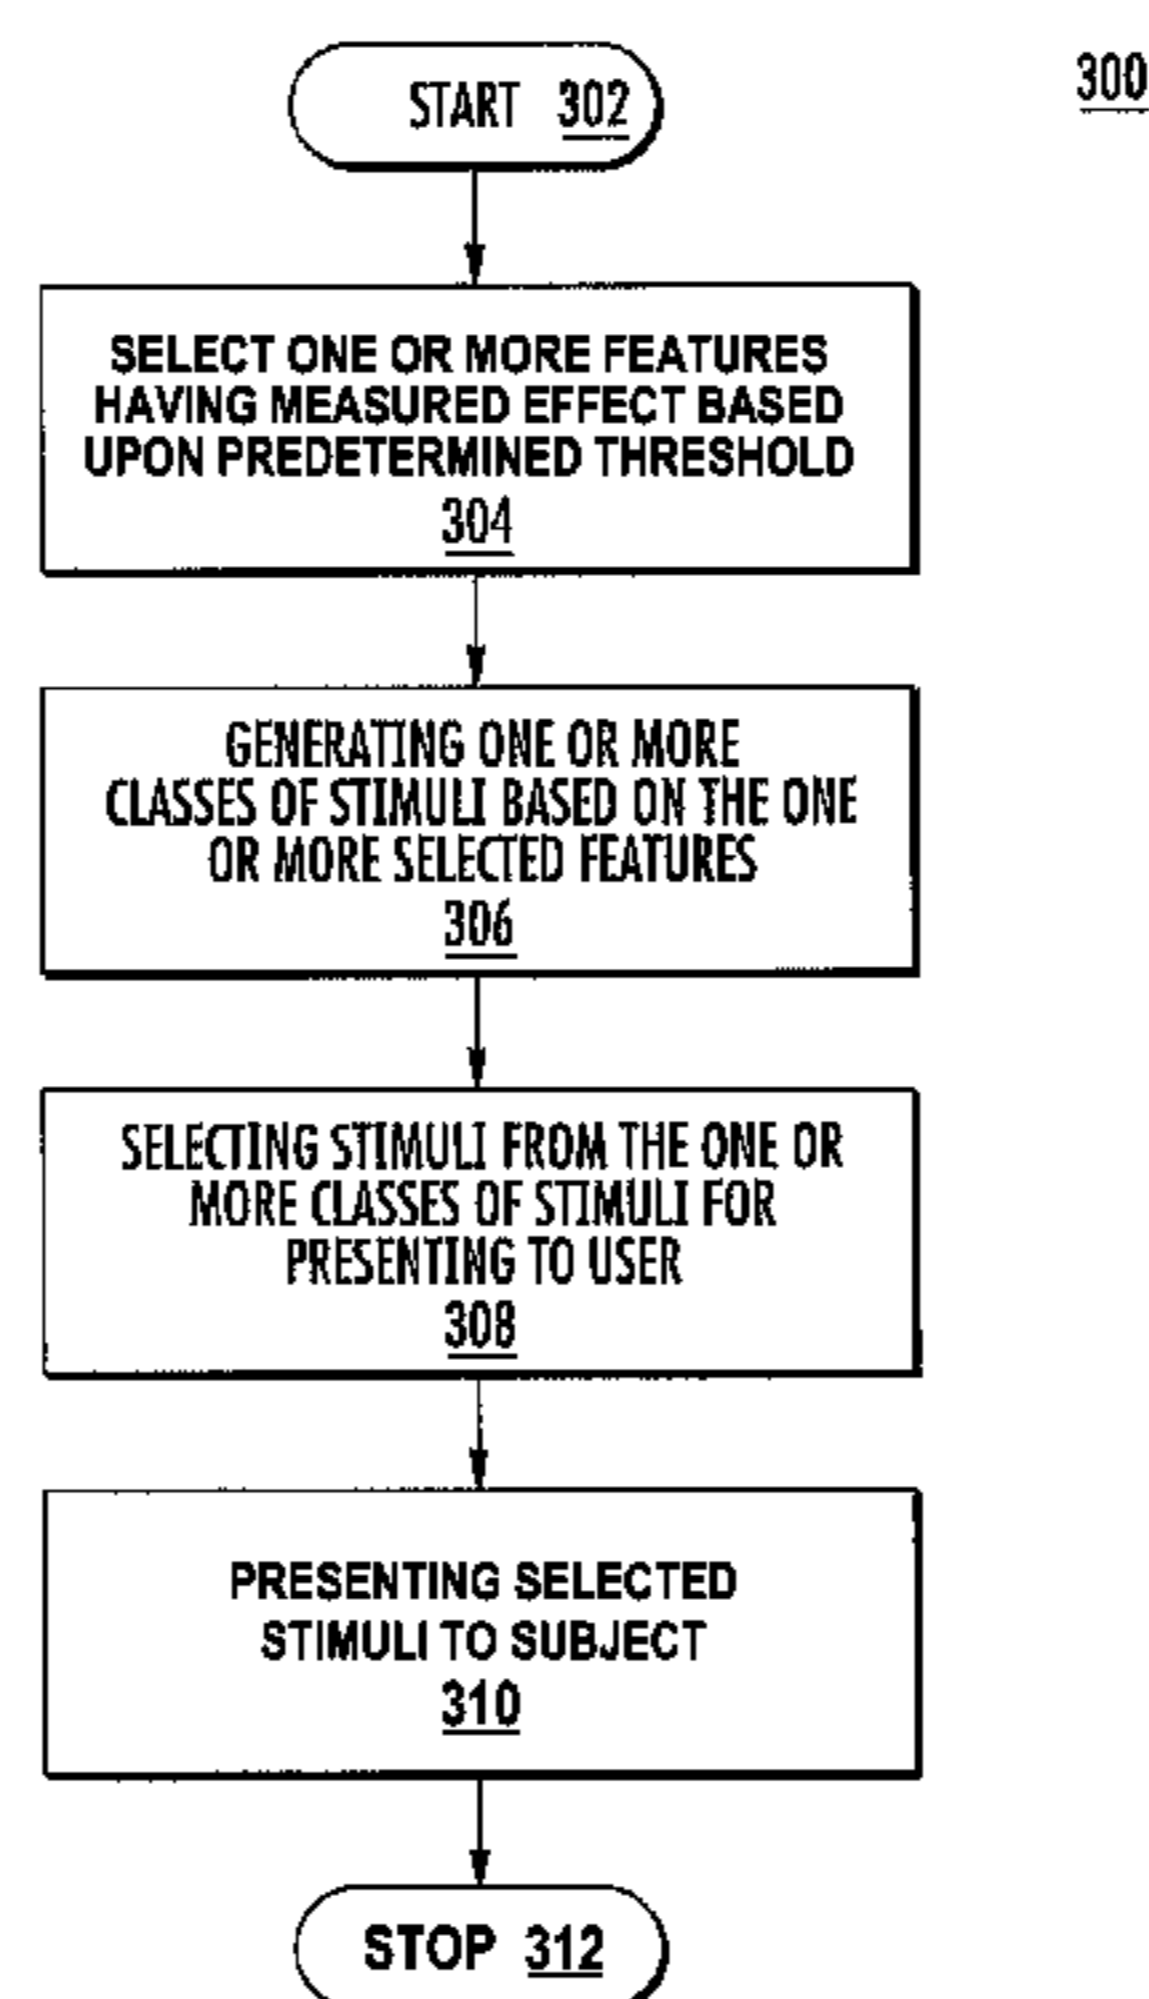 START 302
300
SELECT ONE OR MORE FEATURES
HAVING MEASURED EFFECT BASED
UPON PREDETERMINED THRESHOLD
304
GENERATING ONE OR MORE
CLASSES OF STIMULI BASED ON THE ONE
OR MORE SELECTED FEATURES
306
SELECTING STIMULI FROM THE ONE OR
MORE CLASSES OF STIMULI FOR
PRESENTING TO USER
308
PRESENTING SELECTED
STIMULI TO SUBJECT
310
STOP 312